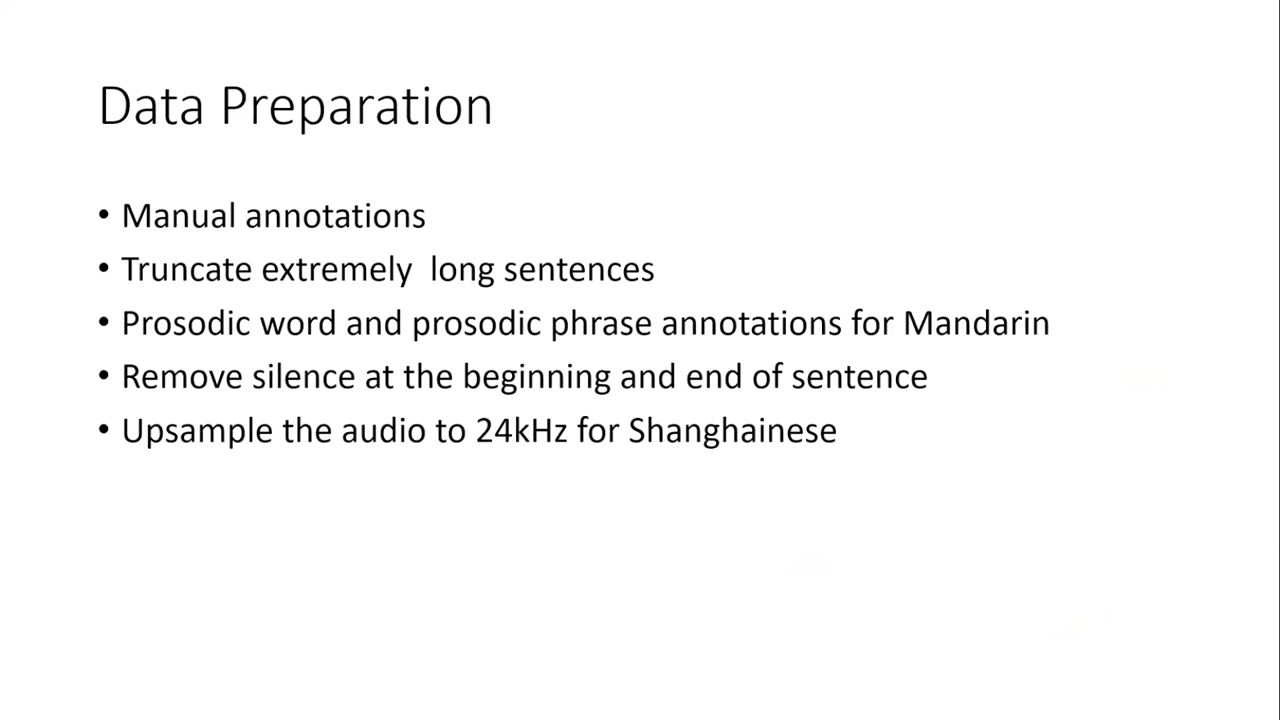 Data Preparation
• Manual annotations
• Truncate extremely  long sentences
• Prosodic word and prosodic phrase annotations for Mandarin
• Remove silence at the beginning and end of sentence
• Upsample the audio to 24kHz for Shanghainese